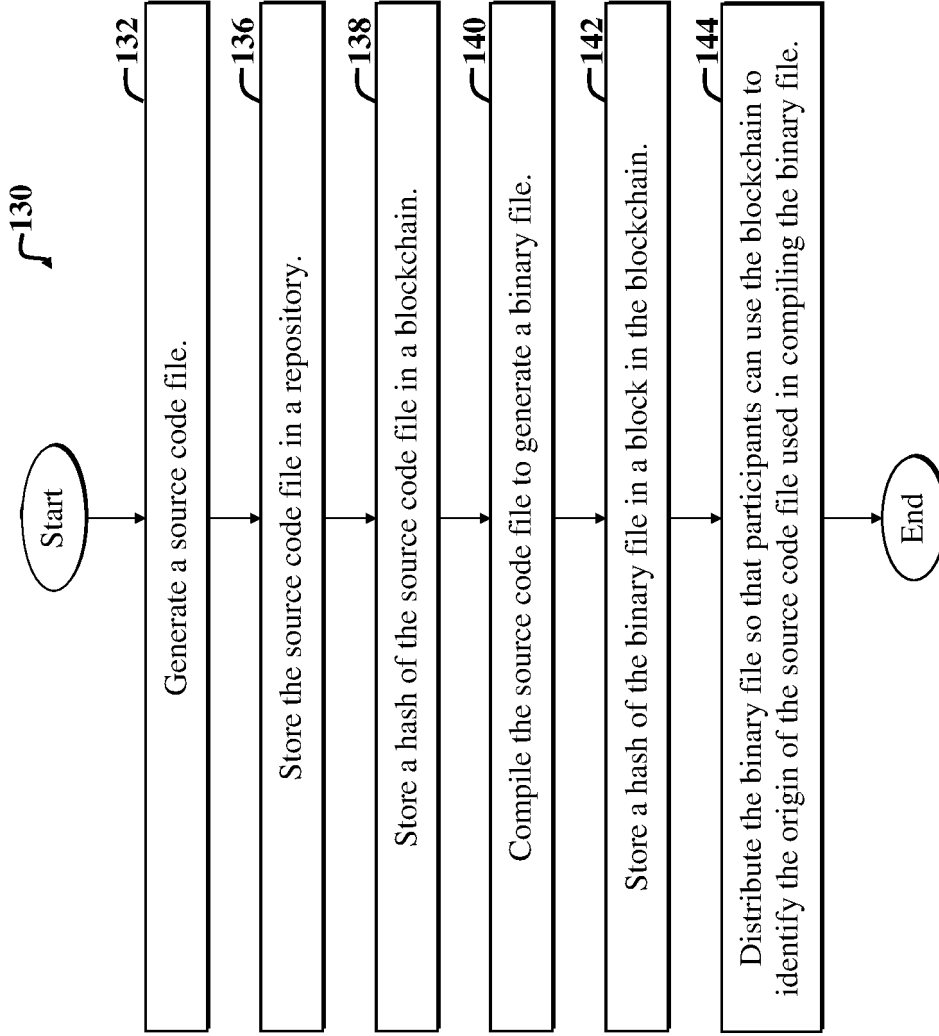 130
Start
132
Generate a source code file.
136
Store the source code file in a repository.
138
Store a hash of the source code file in a blockchain.
140
Compile the source code file to generate a binary file.
142
Store a hash of the binary file in a block in the blockchain.
144
Distribute the binary file so that participants can use the blockchain to
identify the origin of the source code file used in compiling the binary file.
End